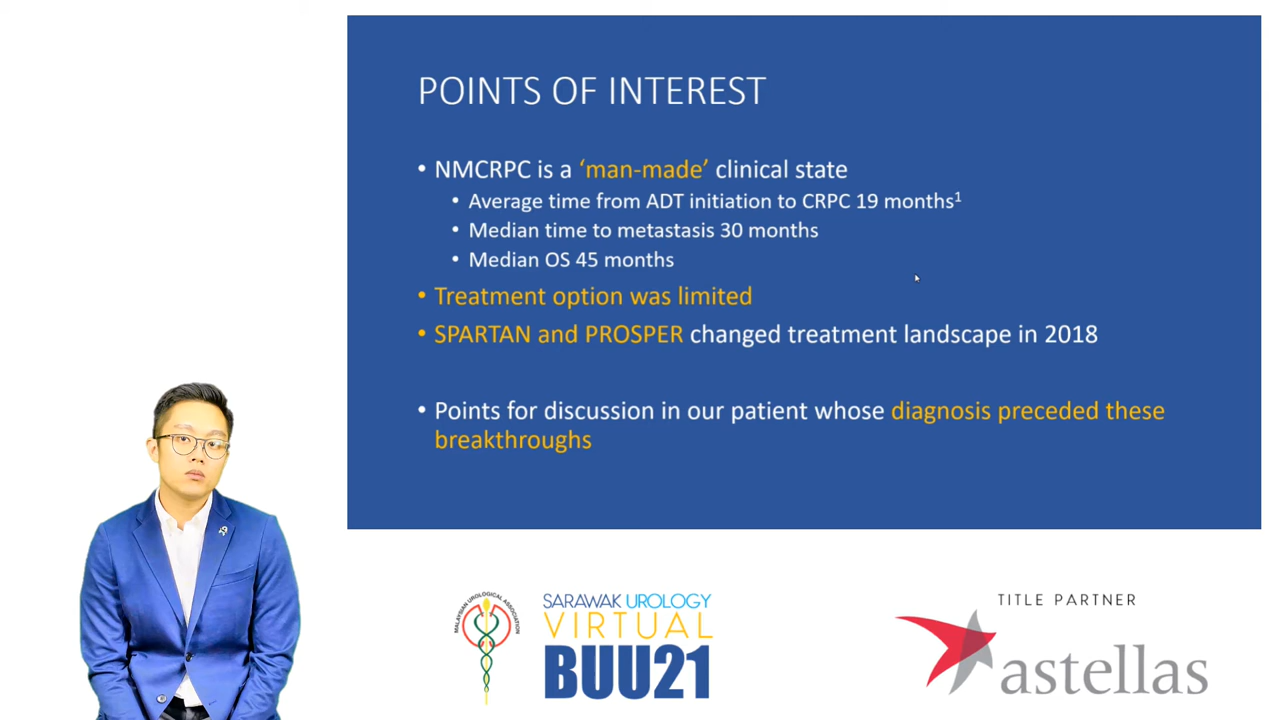 POINTS OF INTEREST
• NMCRPC is a ‘man-made’ clinical state
• Average time from ADT initiation to CRPC 19 months¹
• Median time to metastasis 30 months
• Median OS 45 months
• Treatment option was limited
• SPARTAN and PROSPER changed treatment landscape in 2018
• Points for discussion in our patient whose diagnosis preceded these
breakthroughs
MALAYSIAN UROLOGICAL ASSOCIATION
SARAWAK UROLOGY
VIRTUAL
BUU21
TITLE PARTNER
astellas